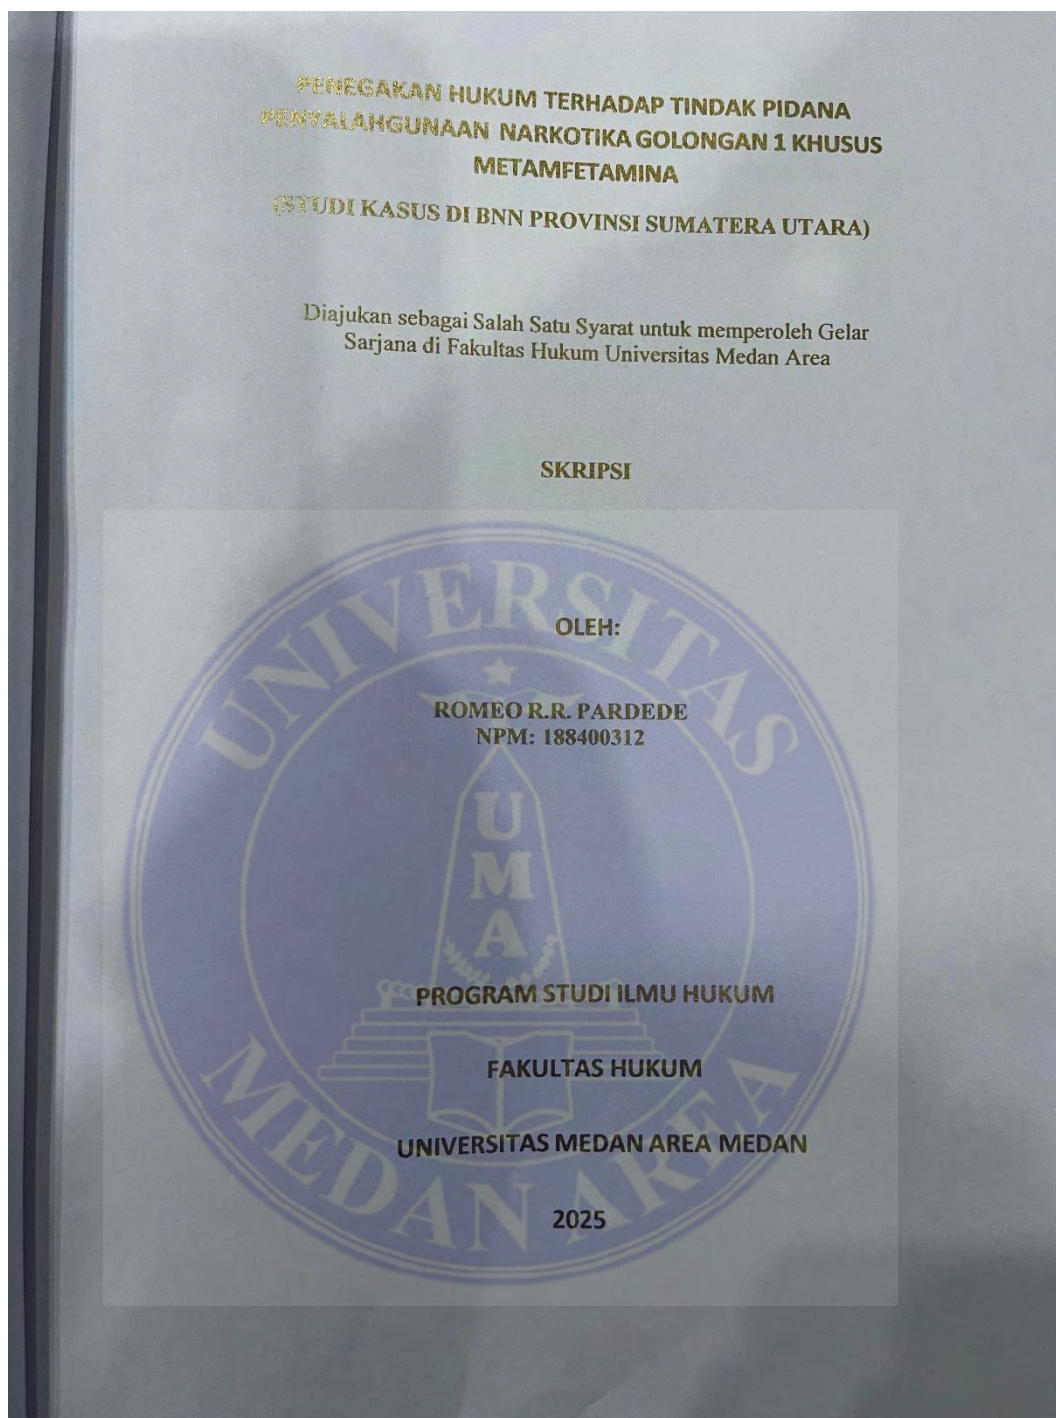 PENEGAKAN HUKUM TERHADAP TINDAK PIDANA
PENYALAHGUNAAN NARKOTIKA GOLONGAN 1 KHUSUS
METAMFETAMINA
(STUDI KASUS DI BNN PROVINSI SUMATERA UTARA)
Diajukan sebagai Salah Satu Syarat untuk memperoleh Gelar
Sarjana di Fakultas Hukum Universitas Medan Area
SKRIPSI
UNIVERSITAS
OLEH:
ROMEO R.R. PARDEDE
NPM: 188400312
U
M
A
PROGRAM STUDI ILMU HUKUM
FAKULTAS HUKUM
UNIVERSITAS MEDAN AREA MEDAN
MEDAN AREA
2025